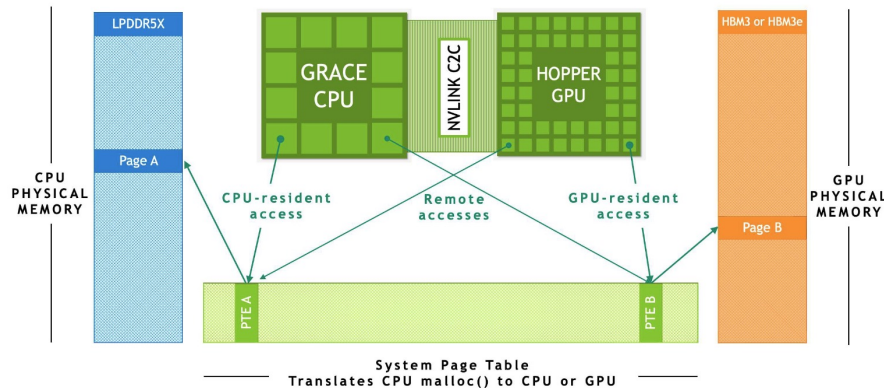 LPDDR5X
GRACE
CPU
NVLINK C2C
HOPPER
GPU
HBM3 or HBM3e
Page A
CPU
PHYSICAL
MEMORY
CPU-resident
access
Remote
accesses
GPU-resident
access
GPU
PHYSICAL
MEMORY
Page B
PTE A
PTE B
System Page Table
Translates CPU malloc() to CPU or GPU